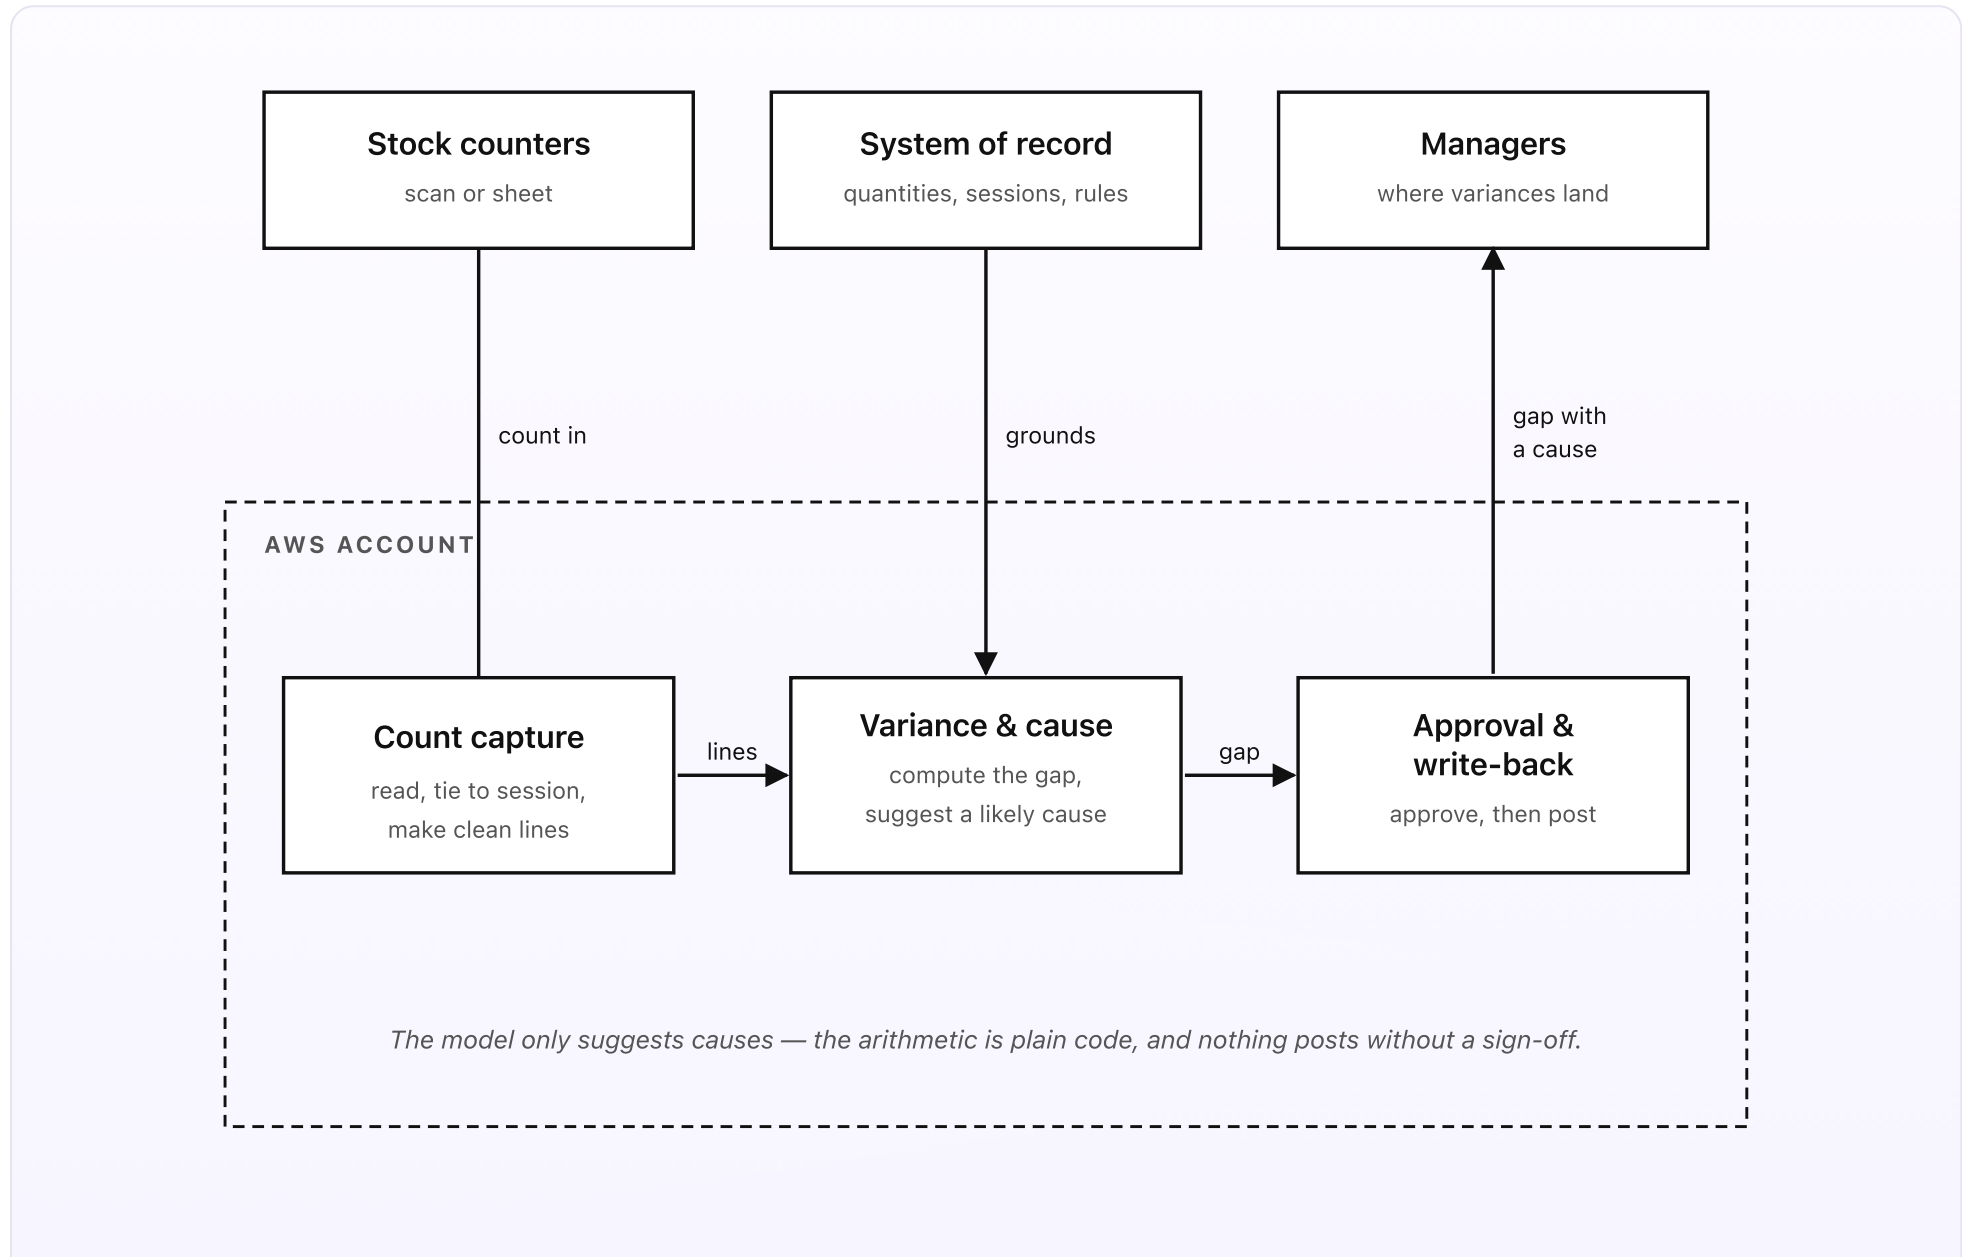 Stock counters
scan or sheet
System of record
quantities, sessions, rules
Managers
where variances land
count in
grounds
gap with
a cause
AWS ACCOUNT
Count capture
read, tie to session,
make clean lines
lines
Variance & cause
compute the gap,
suggest a likely cause
gap
Approval &
write-back
approve, then post
The model only suggests causes — the arithmetic is plain code, and nothing posts without a sign-off.